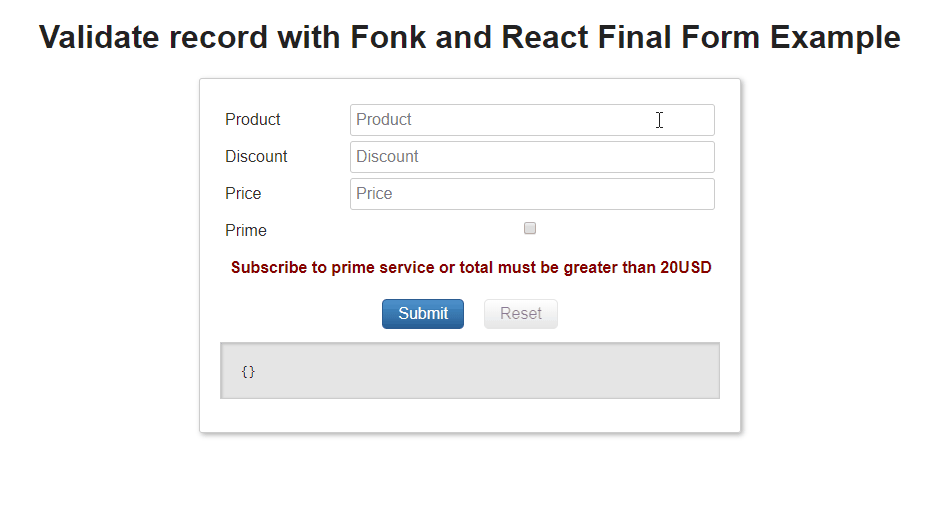 Validate record with Fonk and React Final Form Example
Product Product
Discount Discount
Price Price
Prime
Subscribe to prime service or total must be greater than 20USD
Submit Reset
{}